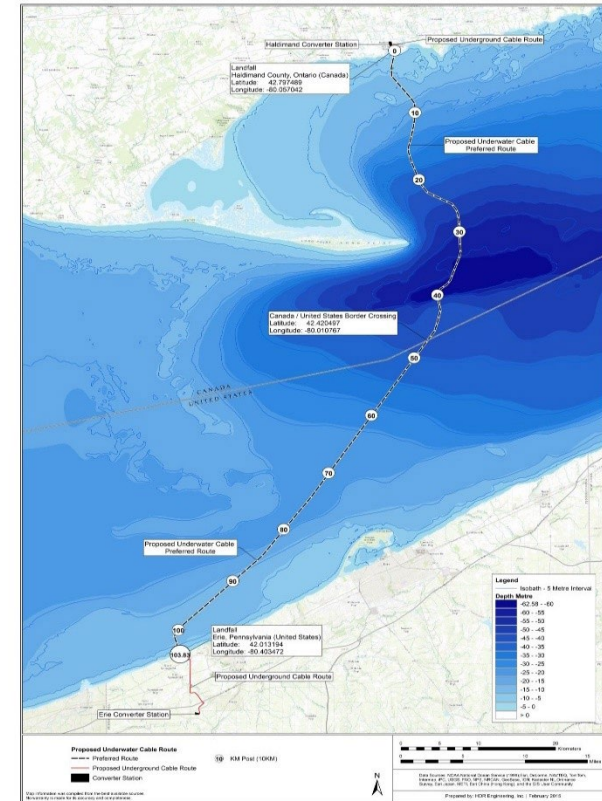 Haldimand Converter Station
Proposed Underground Cable Route
0
Landfall
Haldimand County, Ontario (Canada)
Latitude: 42.797489
Longitude: -80.057042
10
Proposed Underwater Cable
Preferred Route
20
30
40
Canada / United States Border Crossing
Latitude: 42.420497
Longitude: -80.010767
50
CANADA
UNITED STATES
60
70
80
Proposed Underwater Cable
Preferred Route
90
100
Landfall
Erie, Pennsylvania (United States)
Latitude: 42.013194
Longitude: -80.403472
103.83
Proposed Underground Cable Route
Erie Converter Station
Legend
Isobath - 5 Metre Interval
Depth Metre
-62.58 - -60
-60 - -55
-55 - -50
-50 - -45
-45 - -40
-40 - -35
-35 - -30
-30 - -25
-25 - -20
-20 - -15
-15 - -10
-10 - -5
-5 - 0
> 0
Proposed Underwater Cable Route
Preferred Route
Proposed Underground Cable Route
Converter Station
10 KM Post (10KM)
N
Kilometers
Miles
Prepared by: HDR Engineering, Inc. / February 2015